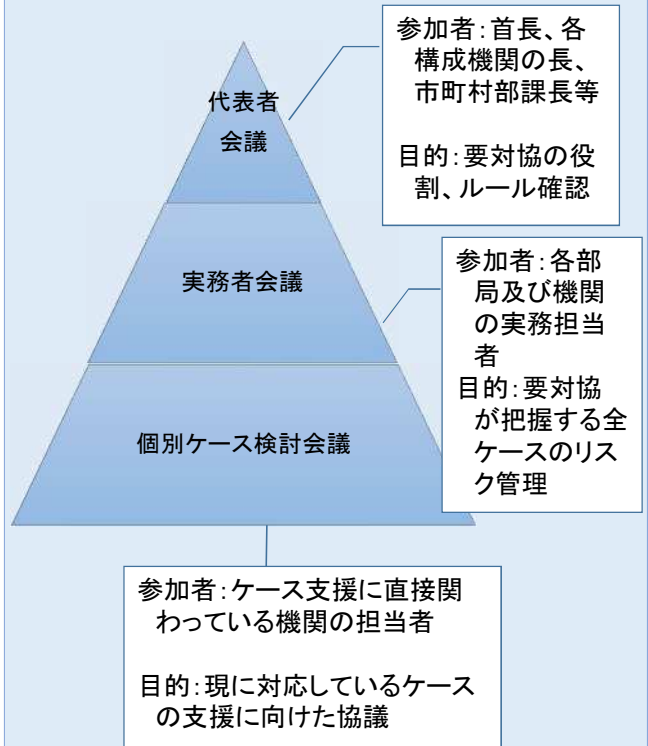 代表者
会議
参加者：首長、各
構成機関の長、
市町村部課長等
目的：要対協の役
割、ルール確認
実務者会議
参加者：各部
局及び機関
の実務担当
者
目的：要対協
が把握する全
ケースのリス
ク管理
個別ケース検討会議
参加者：ケース支援に直接関
わっている機関の担当者
目的：現に対応しているケース
の支援に向けた協議